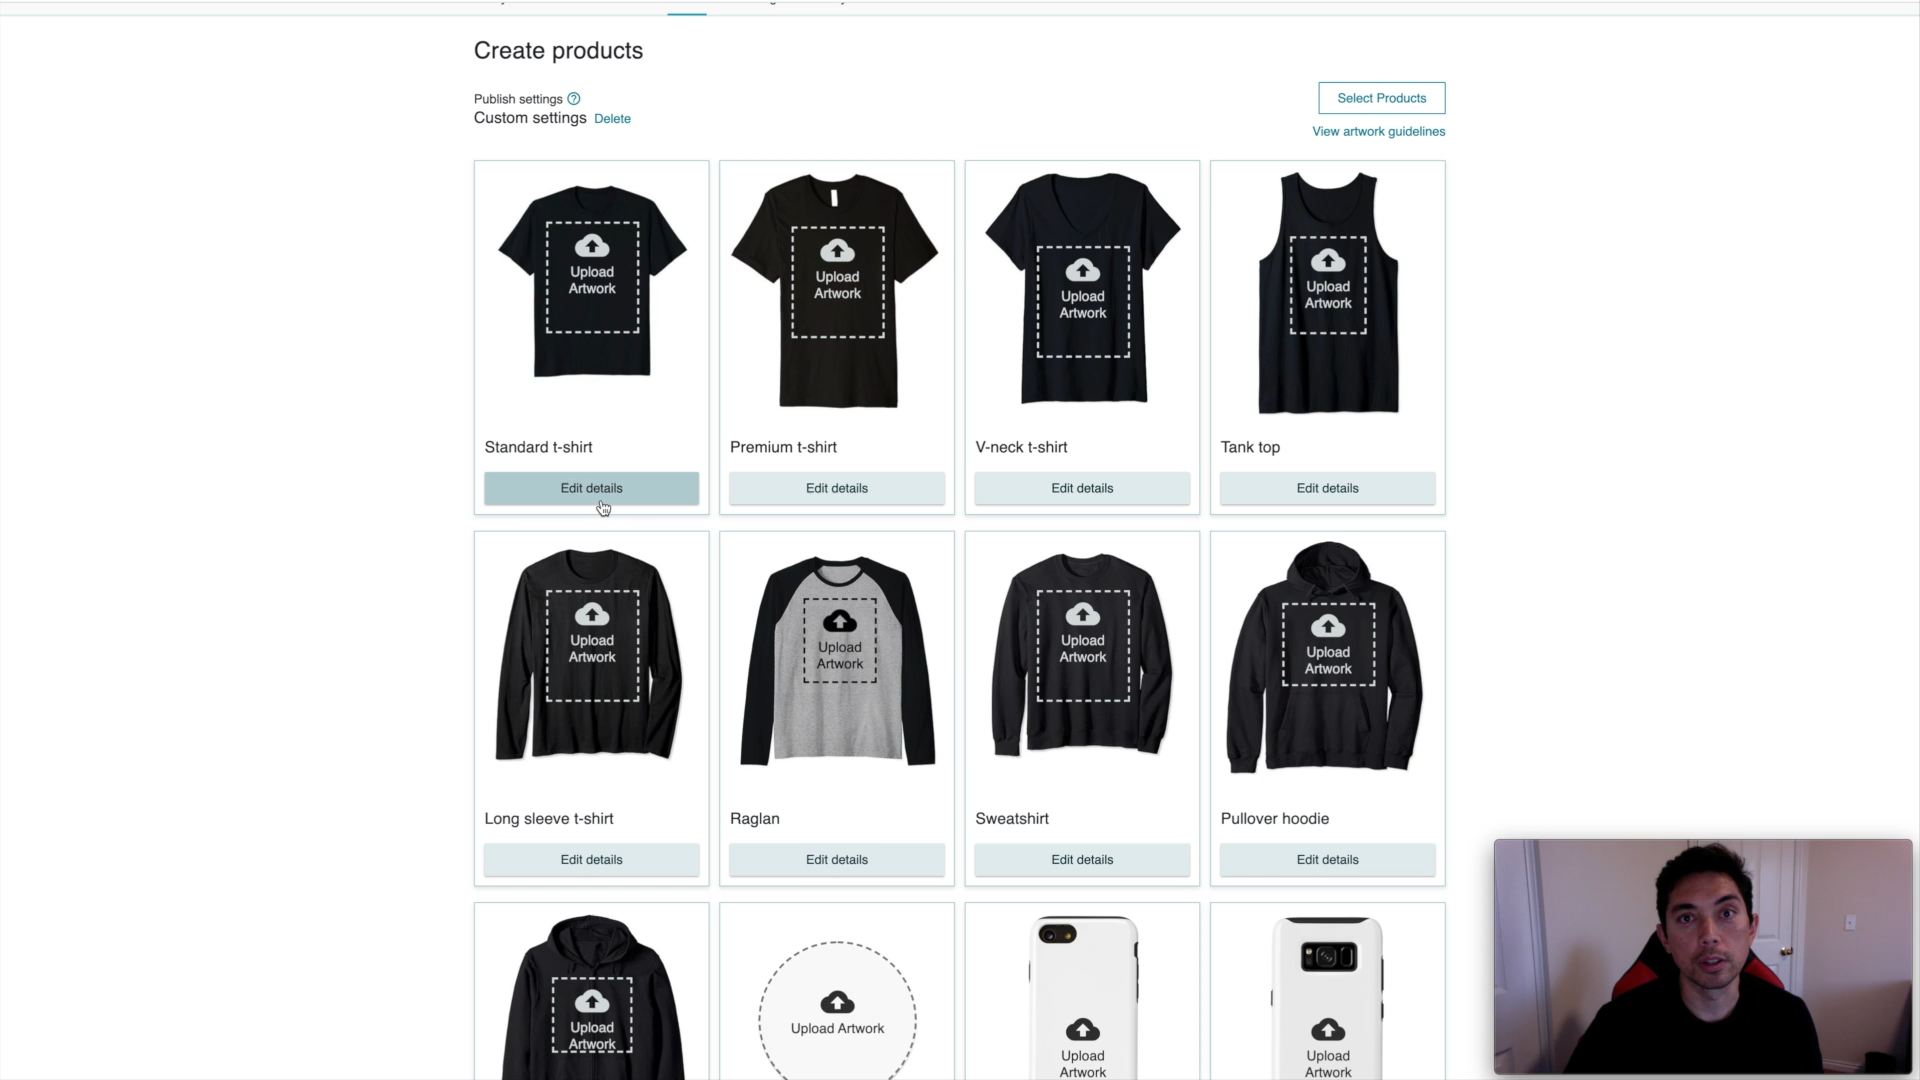 Create products
Publish settings
Custom settings Delete
Select Products
View artwork guidelines
Upload
Artwork
Upload
Artwork
Upload
Artwork
Upload
Artwork
Standard t-shirt
Premium t-shirt
V-neck t-shirt
Tank top
Edit details
Edit details
Edit details
Edit details
Upload
Artwork
Upload
Artwork
Upload
Artwork
Upload
Artwork
Long sleeve t-shirt
Raglan
Sweatshirt
Pullover hoodie
Edit details
Edit details
Edit details
Edit details
Upload
Artwork
Upload Artwork
Upload
Artwork
Upload
Artwork